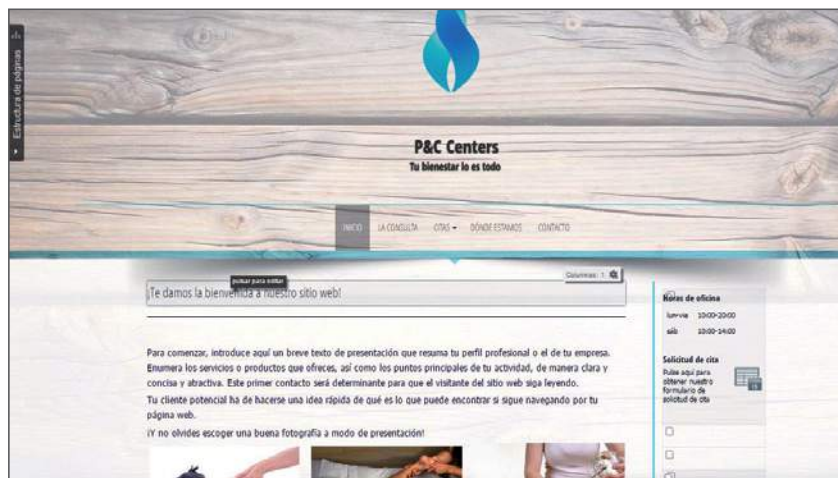 Estructura de páginas
P&C Centers
Tu bienestar lo es todo
INICIO LA CONSULTA CITAS DÓNDE ESTAMOS CONTACTO
Columnas: 1
pulsar para editar
¡Te damos la bienvenida a nuestro sitio web!
Para comenzar, introduce aquí un breve texto de presentación que resuma tu perfil profesional o el de tu empresa.
Enumera los servicios o productos que ofreces, así como los puntos principales de tu actividad, de manera clara y
concisa y atractiva. Este primer contacto será determinante para que el visitante del sitio web siga leyendo.
Tu cliente potencial ha de hacerse una idea rápida de qué es lo que puede encontrar si sigue navegando por tu
página web.
¡Y no olvides escoger una buena fotografía a modo de presentación!
Horas de oficina
lun-vie 10:00-20:00
sáb 10:00-14:00
Solicitud de cita
Pulse aquí para
obtener nuestro
formulario de
solicitud de cita